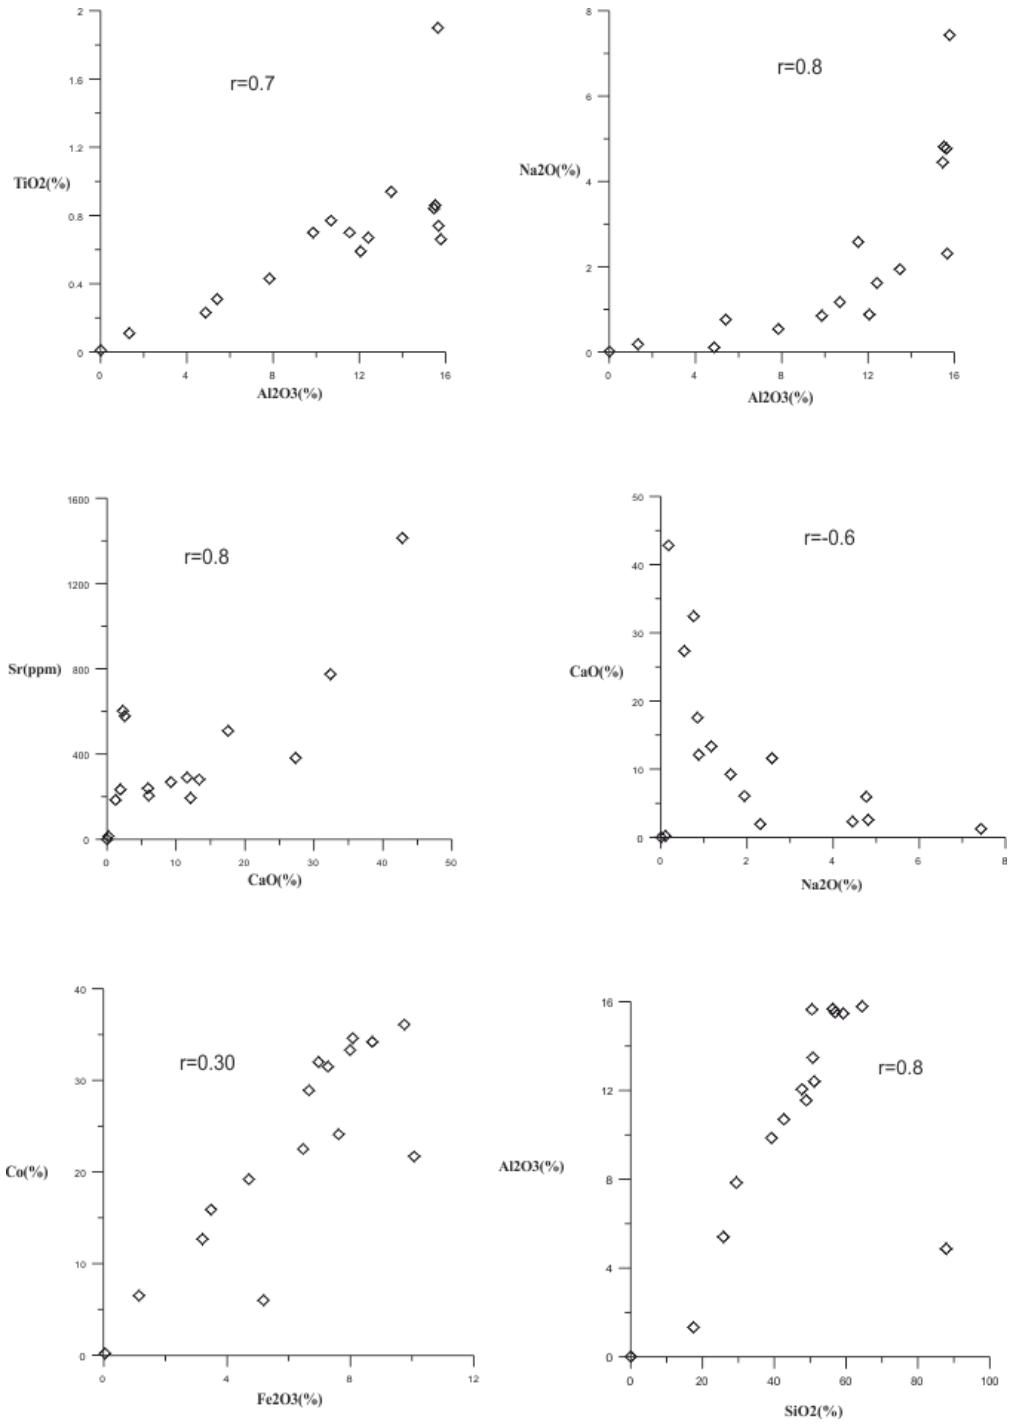 2
1.6
r=0.7
1.2
TiO2(%)
0.8
0.4
0
0 4 8 12 16
Al2O3(%)
8
r=0.8
6
Na2O(%)
4
2
0
0 4 8 12 16
Al2O3(%)
1600
r=0.8
1200
Sr(ppm)
800
400
0
0 10 20 30 40 50
CaO(%)
50
r=-0.6
40
30
CaO(%)
20
10
0
0 2 4 6 8
Na2O(%)
40
r=0.30
30
Co(%)
20
10
0
0 4 8 12
Fe2O3(%)
16
r=0.8
12
Al2O3(%)
8
4
0
0 20 40 60 80 100
SiO2(%)